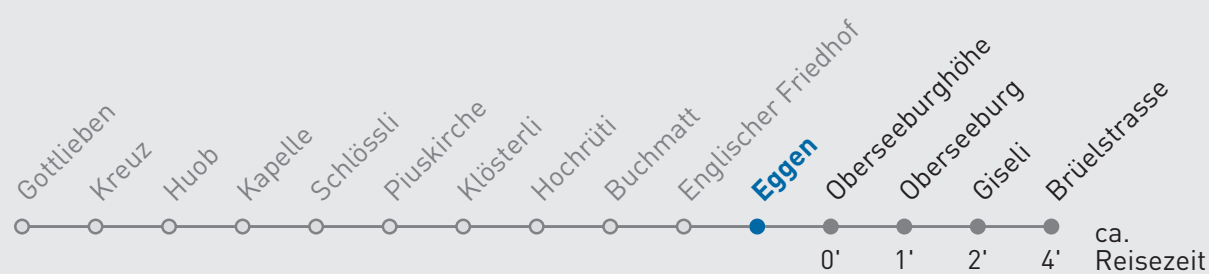 Gottlieben
Kreuz
Huob
Kapelle
Schlössli
Piuskirche
Klösterli
Hochrüti
Buchmatt
Englischer Friedhof
Eggen
Oberseeburghöhe
Oberseeburg
Giseli
Brüelstrasse
0' 1' 2' 4' ca.
Reisezeit